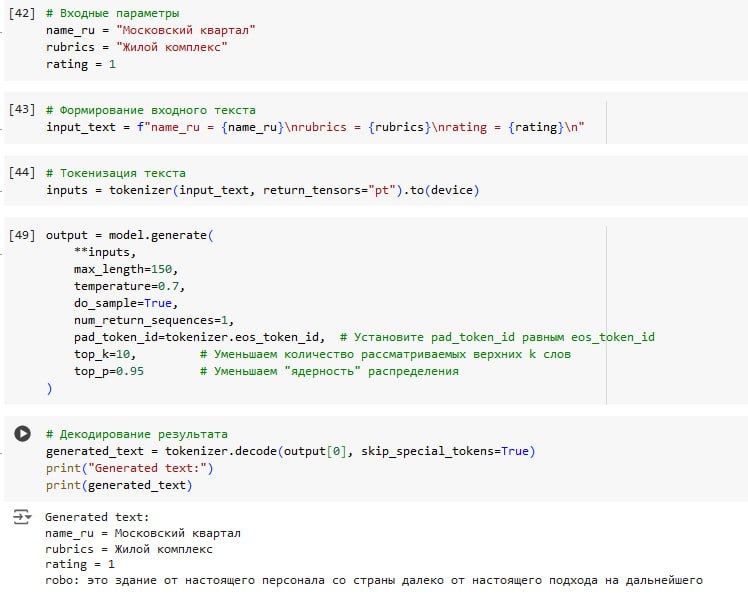 [42] # Входные параметры
name_ru = "Московский квартал"
rubrics = "Жилой комплекс"
rating = 1
[43] # Формирование входного текста
input_text = f"name_ru = {name_ru}\nrubrics = {rubrics}\nrating = {rating}\n"
[44] # Токенизация текста
inputs = tokenizer(input_text, return_tensors="pt").to(device)
[49] output = model.generate(
**inputs,
max_length=150,
temperature=0.7,
do_sample=True,
num_return_sequences=1,
pad_token_id=tokenizer.eos_token_id, # Установите pad_token_id равным eos_token_id
top_k=10, # Уменьшаем количество рассматриваемых верхних k слов
top_p=0.95 # Уменьшаем "ядерность" распределения
)
# Декодирование результата
generated_text = tokenizer.decode(output[0], skip_special_tokens=True)
print("Generated text:")
print(generated_text)
Generated text:
name_ru = Московский квартал
rubrics = Жилой комплекс
rating = 1
robo: это здание от настоящего персонала со страны далеко от настоящего подхода на дальнейшего